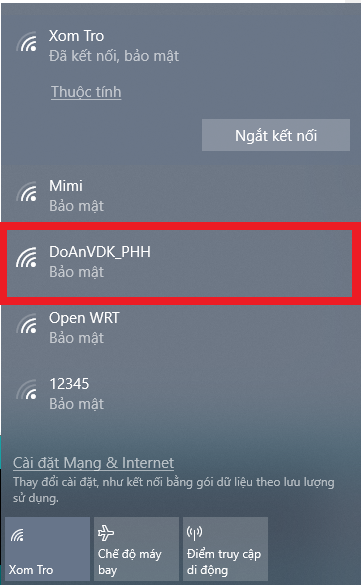 Xom Tro
Đã kết nối, bảo mật
Thuộc tính
Ngắt kết nối
Mimi
Bảo mật
DoAnVDK_PHH
Bảo mật
Open WRT
Bảo mật
12345
Bảo mật
Cài đặt Mạng & Internet
Thay đổi cài đặt, như kết nối bằng gói dữ liệu theo lưu lượng
sử dụng.
Xom Tro
Chế độ máy
bay
Điểm truy cập
di động